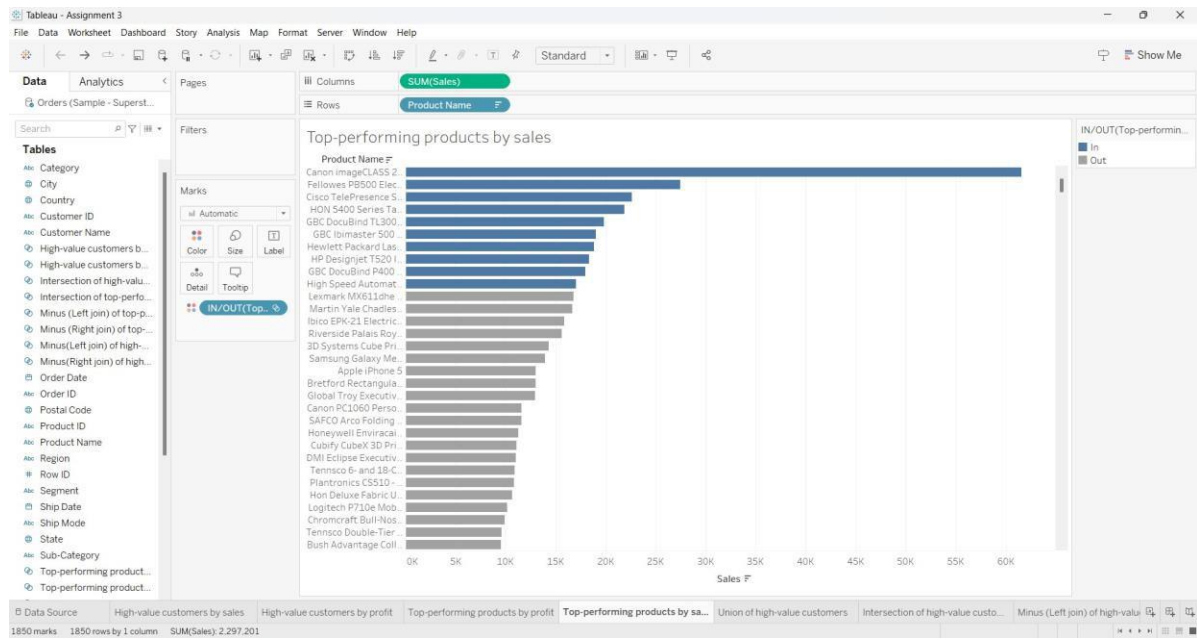 Tableau - Assignment 3
File Data Worksheet Dashboard Story Analysis Map Format Server Window Help
Standard
Show Me
Data Analytics
Orders (Sample - Superst...
Search
Tables
Abc Category
City
Country
Abc Customer ID
Abc Customer Name
High-value customers b...
High-value customers b...
Intersection of high-valu...
Intersection of top-perfo...
Minus (Left join) of top-p...
Minus (Right join) of top-...
Minus(Left join) of high-...
Minus(Right join) of high...
Order Date
Abc Order ID
Postal Code
Abc Product ID
Abc Product Name
Abc Region
# Row ID
Abc Segment
Ship Date
Abc Ship Mode
State
Abc Sub-Category
Top-performing product...
Top-performing product...
Pages
Filters
Marks
Automatic
Color Size Label
Detail Tooltip
IN/OUT(Top..
Columns SUM(Sales)
Rows Product Name
Top-performing products by sales
Product Name
Canon imageCLASS 2..
Fellowes PB500 Elec..
Cisco TelePresence S..
HON 5400 Series Ta..
GBC DocuBind TL300..
GBC Ibimaster 500 ..
Hewlett Packard Las..
HP Designjet T520 I..
GBC DocuBind P400 ..
High Speed Automat..
Lexmark MX611dhe ..
Martin Yale Chadles..
Ibico EPK-21 Electric..
Riverside Palais Roy..
3D Systems Cube Pri..
Samsung Galaxy Me..
Apple iPhone 5
Bretford Rectangula..
Global Troy Executiv..
Canon PC1060 Perso..
SAFCO Arco Folding ..
Honeywell Enviracai..
Cubify CubeX 3D Pri..
DMI Eclipse Executiv..
Tennsco 6- and 18-C..
Plantronics CS510 -..
Hon Deluxe Fabric U..
Logitech P710e Mob..
Chromcraft Bull-Nos..
Tennsco Double-Tier ..
Bush Advantage Coll..
0K 5K 10K 15K 20K 25K 30K 35K 40K 45K 50K 55K 60K
Sales
IN/OUT(Top-performin...
In
Out
Data Source High-value customers by sales High-value customers by profit Top-performing products by profit Top-performing products by sa... Union of high-value customers Intersection of high-value custo... Minus (Left join) of high-valu
1850 marks 1850 rows by 1 column SUM(Sales): 2,297,201